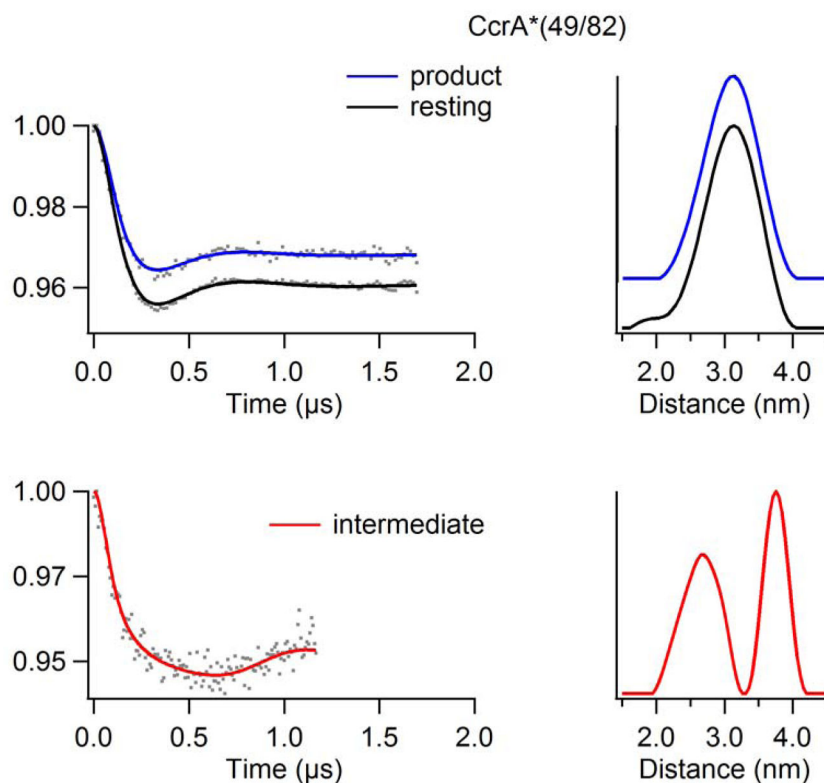 CcrA*(49/82)
product
resting
1.00
0.98
0.96
0.0 0.5 1.0 1.5 2.0
Time (µs)
2.0 3.0 4.0
Distance (nm)
intermediate
1.00
0.97
0.95
0.0 0.5 1.0 1.5 2.0
Time (µs)
2.0 3.0 4.0
Distance (nm)